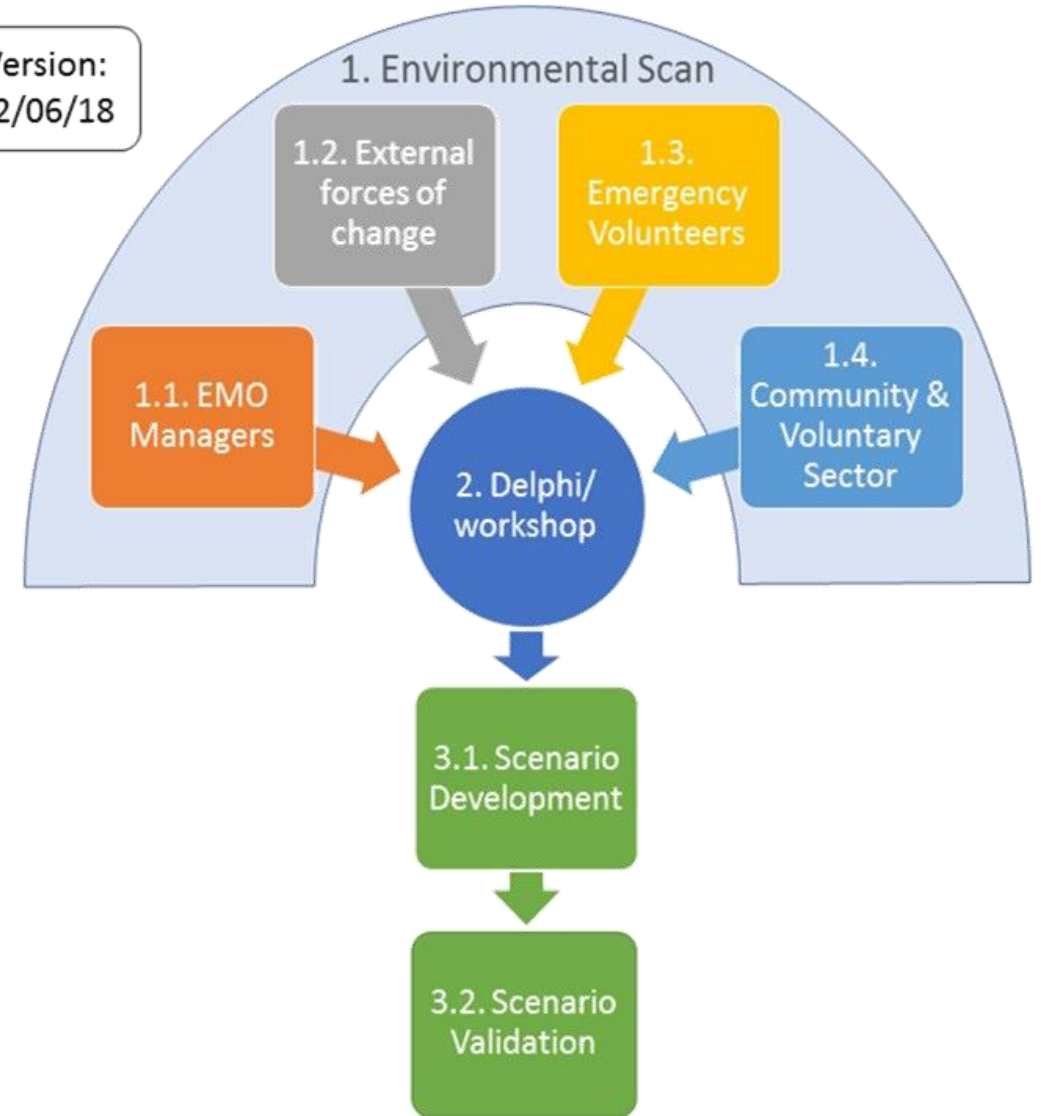 2/06/18
1. Environmental Scan
1.2. External
forces of
change
1.3.
Emergency
Volunteers
1.1. EMO
Managers
1.4.
Community &
Voluntary
Sector
2. Delphi/
workshop
3.1. Scenario
Development
3.2. Scenario
Validation